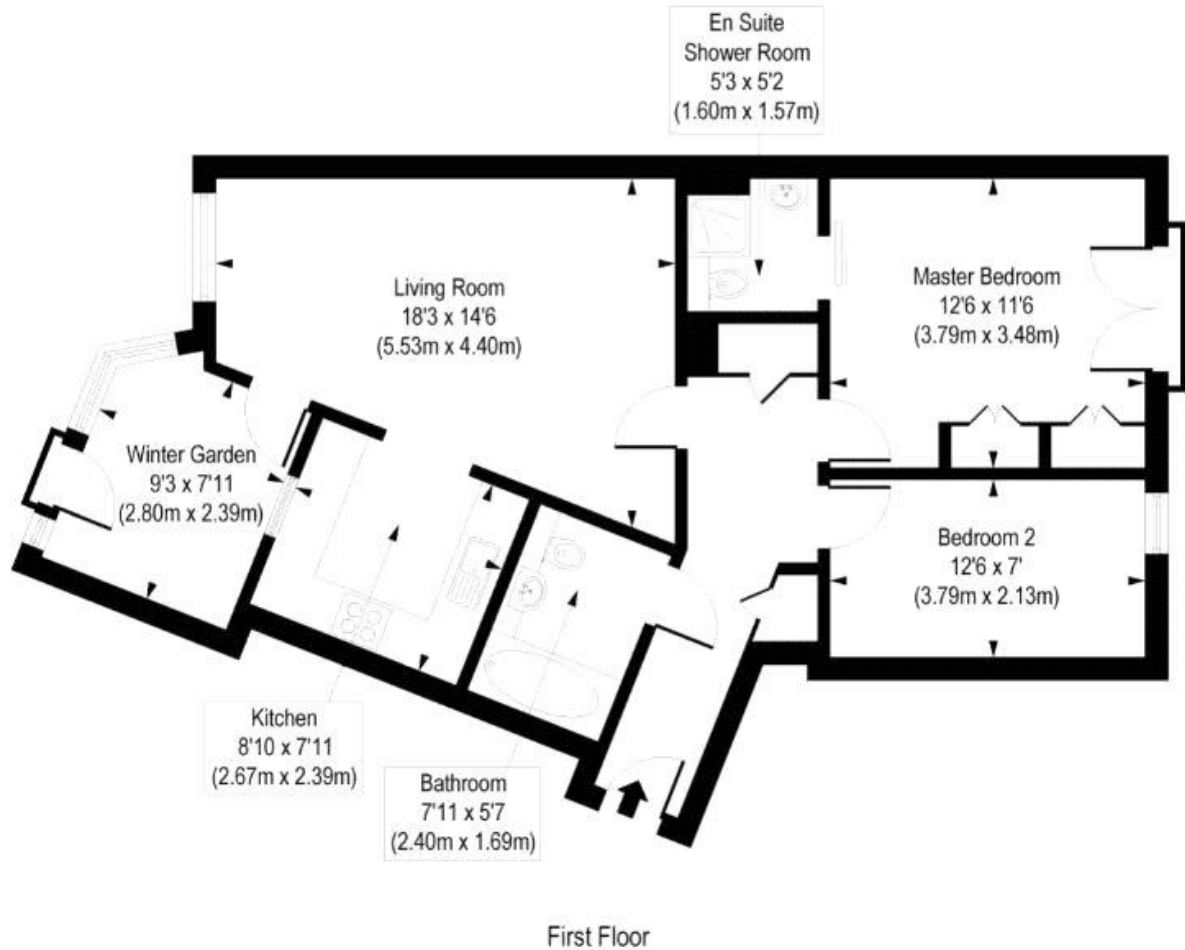 En Suite
Shower Room
5'3 x 5'2
(1.60m x 1.57m)
Living Room
18'3 x 14'6
(5.53m x 4.40m)
Master Bedroom
12'6 x 11'6
(3.79m x 3.48m)
Winter Garden
9'3 x 7'11
(2.80m x 2.39m)
Bedroom 2
12'6 x 7'
(3.79m x 2.13m)
Kitchen
8'10 x 7'11
(2.67m x 2.39m)
Bathroom
7'11 x 5'7
(2.40m x 1.69m)
First Floor